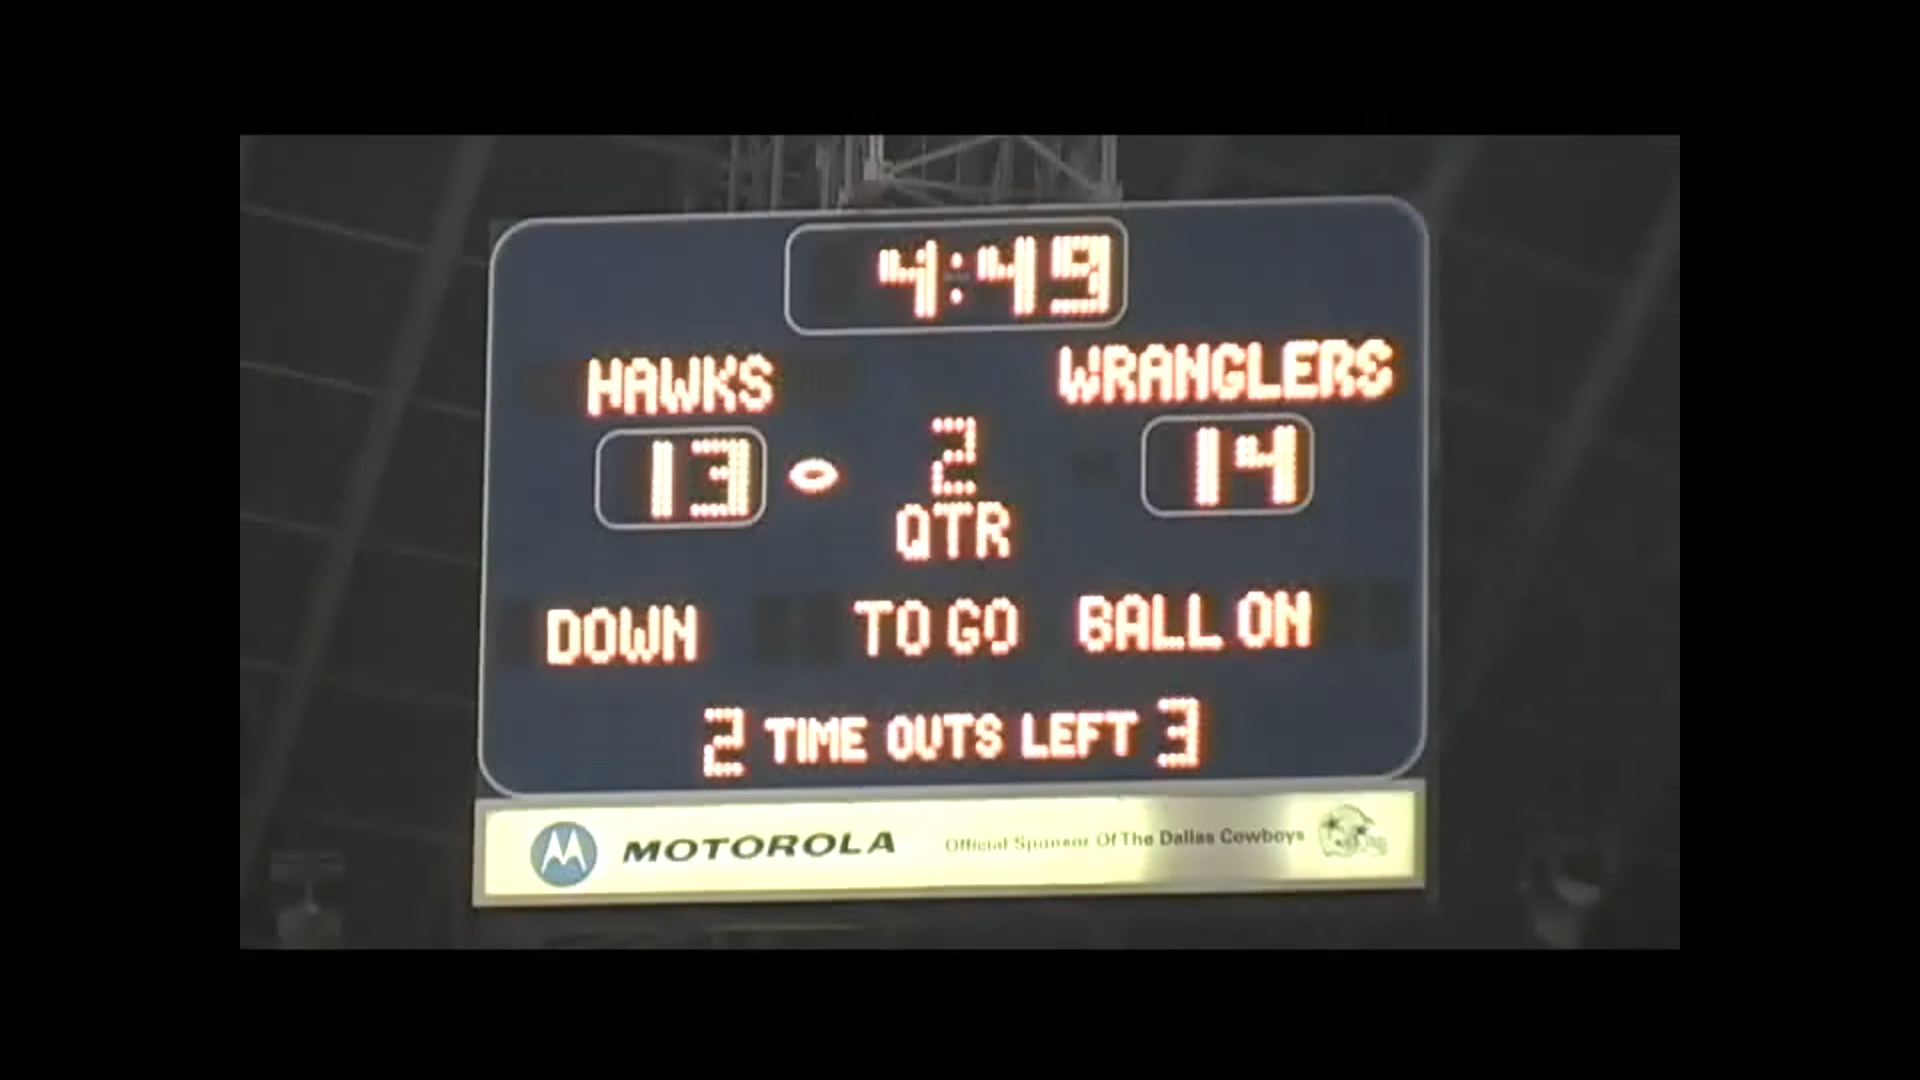 4:49
HAWKS WRANGLERS
13 2 14
QTR
DOWN TO GO BALL ON
2 TIME OUTS LEFT 3
MOTOROLA Official Sponsor Of The Dallas Cowboys